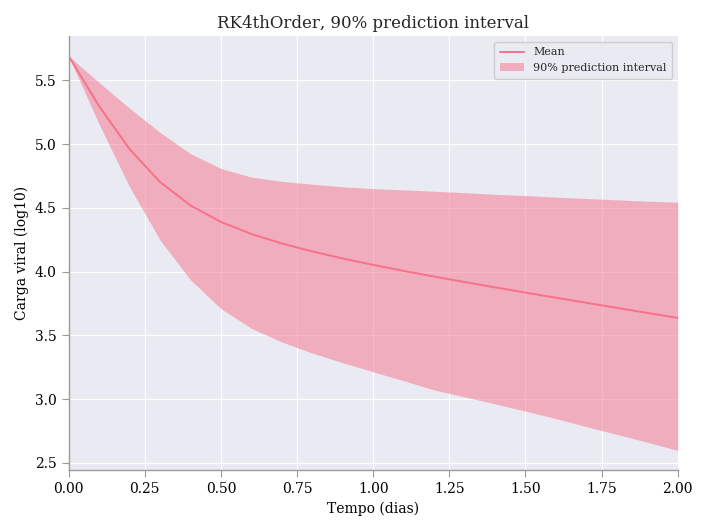 RK4thOrder, 90% prediction interval
Mean
90% prediction interval
Carga viral (log10)
5.5
5.0
4.5
4.0
3.5
3.0
2.5
0.00 0.25 0.50 0.75 1.00 1.25 1.50 1.75 2.00
Tempo (dias)